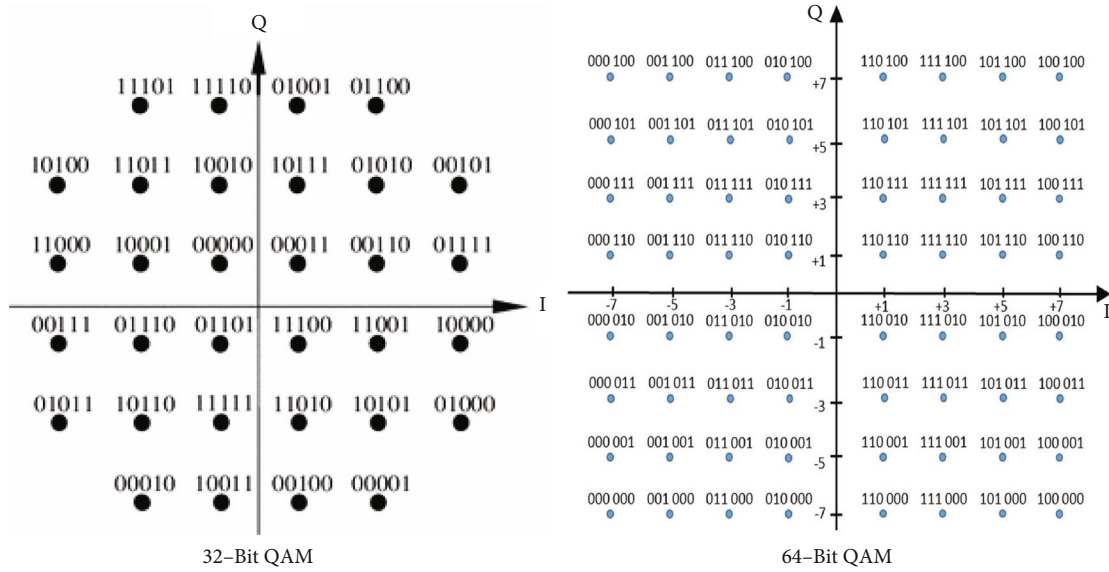 Q
11101 11110 01001 01100
10100 11011 10010 10111 01010 00101
11000 10001 00000 00011 00110 01111
I
00111 01110 01101 11100 11001 10000
01011 10110 11111 11010 10101 01000
00010 10011 00100 00001
32–Bit QAM
Q
000 100 001 100 011 100 010 100 110 100 111 100 101 100 100 100
+7
000 101 001 101 011 101 010 101 110 101 111 101 101 101 100 101
+5
000 111 001 111 011 111 010 111 110 111 111 111 101 111 100 111
+3
000 110 001 110 011 110 010 110 110 110 111 110 101 110 100 110
+1
-7 -5 -3 -1 +1 +3 +5 +7 I
000 010 001 010 011 010 010 010 110 010 111 010 101 010 100 010
-1
000 011 001 011 011 011 010 011 110 011 111 011 101 011 100 011
-3
000 001 001 001 011 001 010 001 110 001 111 001 101 001 100 001
-5
000 000 001 000 011 000 010 000 110 000 111 000 101 000 100 000
-7
64–Bit QAM